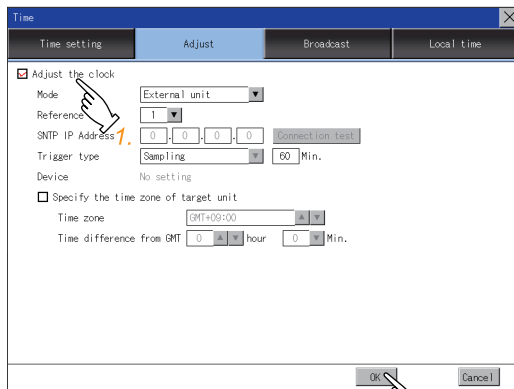 Time
Time setting Adjust Broadcast Local time
Adjust the clock
Mode External unit
Reference 1
1.
SNTP IP Address 0 . 0 . 0 . 0 Connection test
Trigger type Sampling 60 Min.
Device No setting
Specify the time zone of target unit
Time zone GMT+09:00
Time difference from GMT 0 hour 0 Min.
OK Cancel